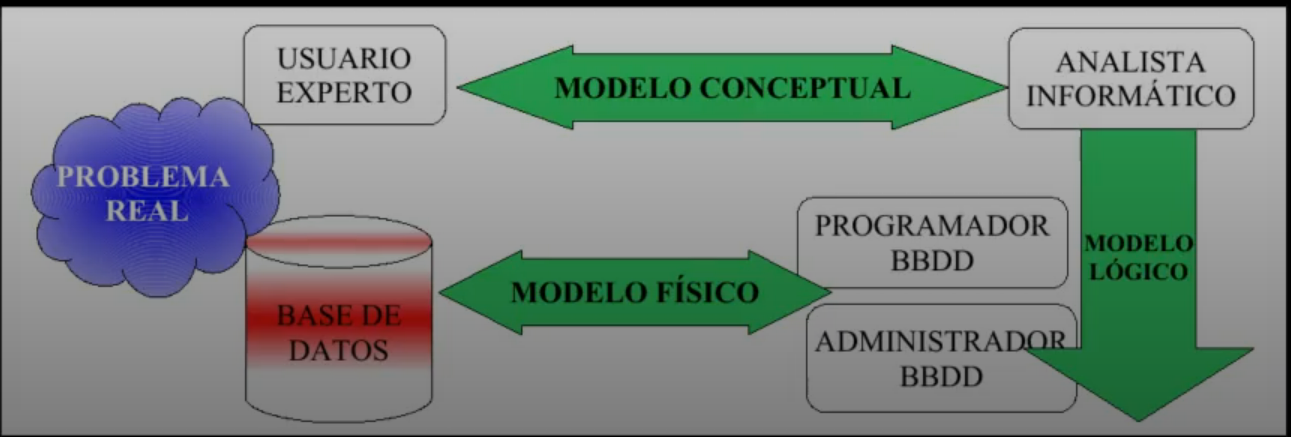 USUARIO
EXPERTO
MODELO CONCEPTUAL
ANALISTA
INFORMÁTICO
PROBLEMA
REAL
PROGRAMADOR
BBDD
MODELO
LÓGICO
MODELO FÍSICO
BASE DE
DATOS
ADMINISTRADOR
BBDD